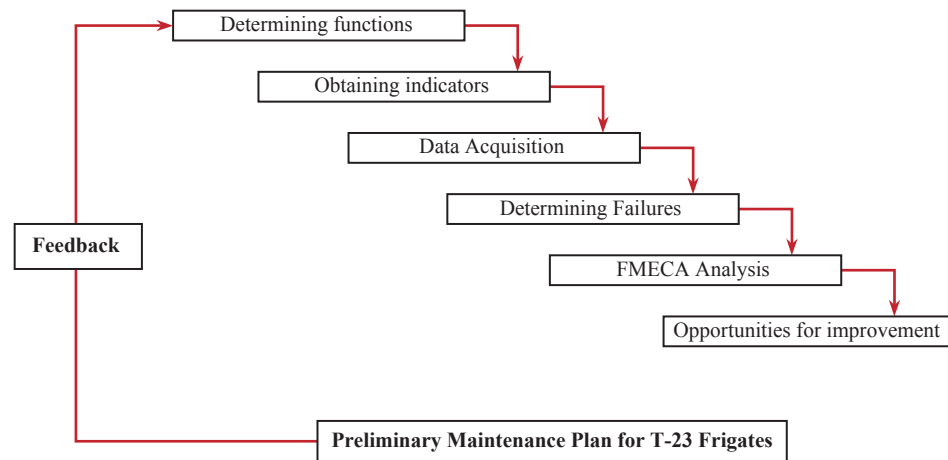 Determining functions
Obtaining indicators
Data Acquisition
Determining Failures
Feedback
FMECA Analysis
Opportunities for improvement
Preliminary Maintenance Plan for T-23 Frigates